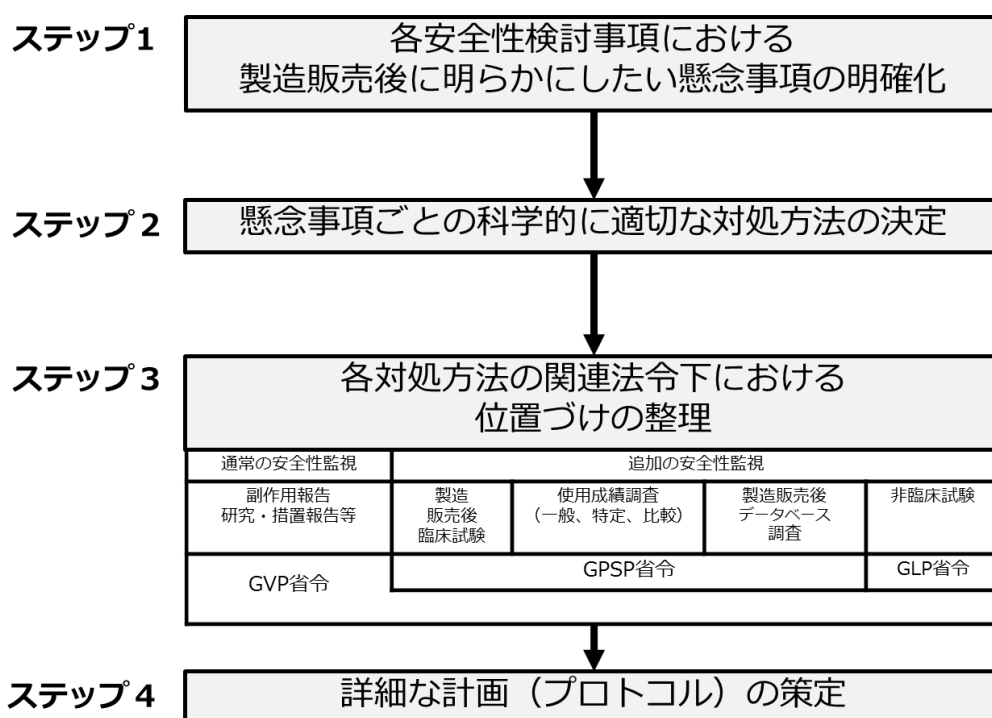 ステップ1
各安全性検討事項における
製造販売後に明らかにしたい懸念事項の明確化
ステップ2
懸念事項ごとの科学的に適切な対処方法の決定
ステップ3
各対処方法の関連法令下における
位置づけの整理
通常の安全性監視
追加の安全性監視
副作用報告
研究・措置報告等
製造
販売後
臨床試験
使用成績調査
（一般、特定、比較）
製造販売後
データベース
調査
非臨床試験
GVP省令
GPSP省令
GLP省令
ステップ4
詳細な計画（プロトコル）の策定